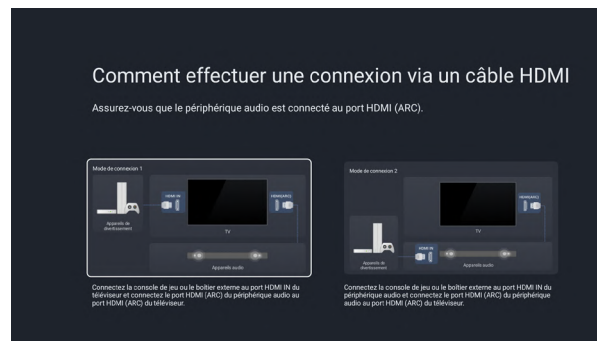 Comment effectuer une connexion via un câble HDMI
Assurez-vous que le périphérique audio est connecté au port HDMI (ARC).
Mode de connexion 1
HDMI IN
HDMI(ARC)
Appareils de
divertissement
TV
Appareils audio
Connectez la console de jeu ou le boîtier externe au port HDMI IN du
téléviseur et connectez le port HDMI (ARC) du périphérique audio au
port HDMI (ARC) du téléviseur.
Mode de connexion 2
HDMI(ARC)
TV
HDMI IN
Appareils de
divertissement
Appareils audio
Connectez la console de jeu ou le boîtier externe au port HDMI IN du
périphérique audio et connectez le port HDMI (ARC) du périphérique
audio au port HDMI (ARC) du téléviseur.